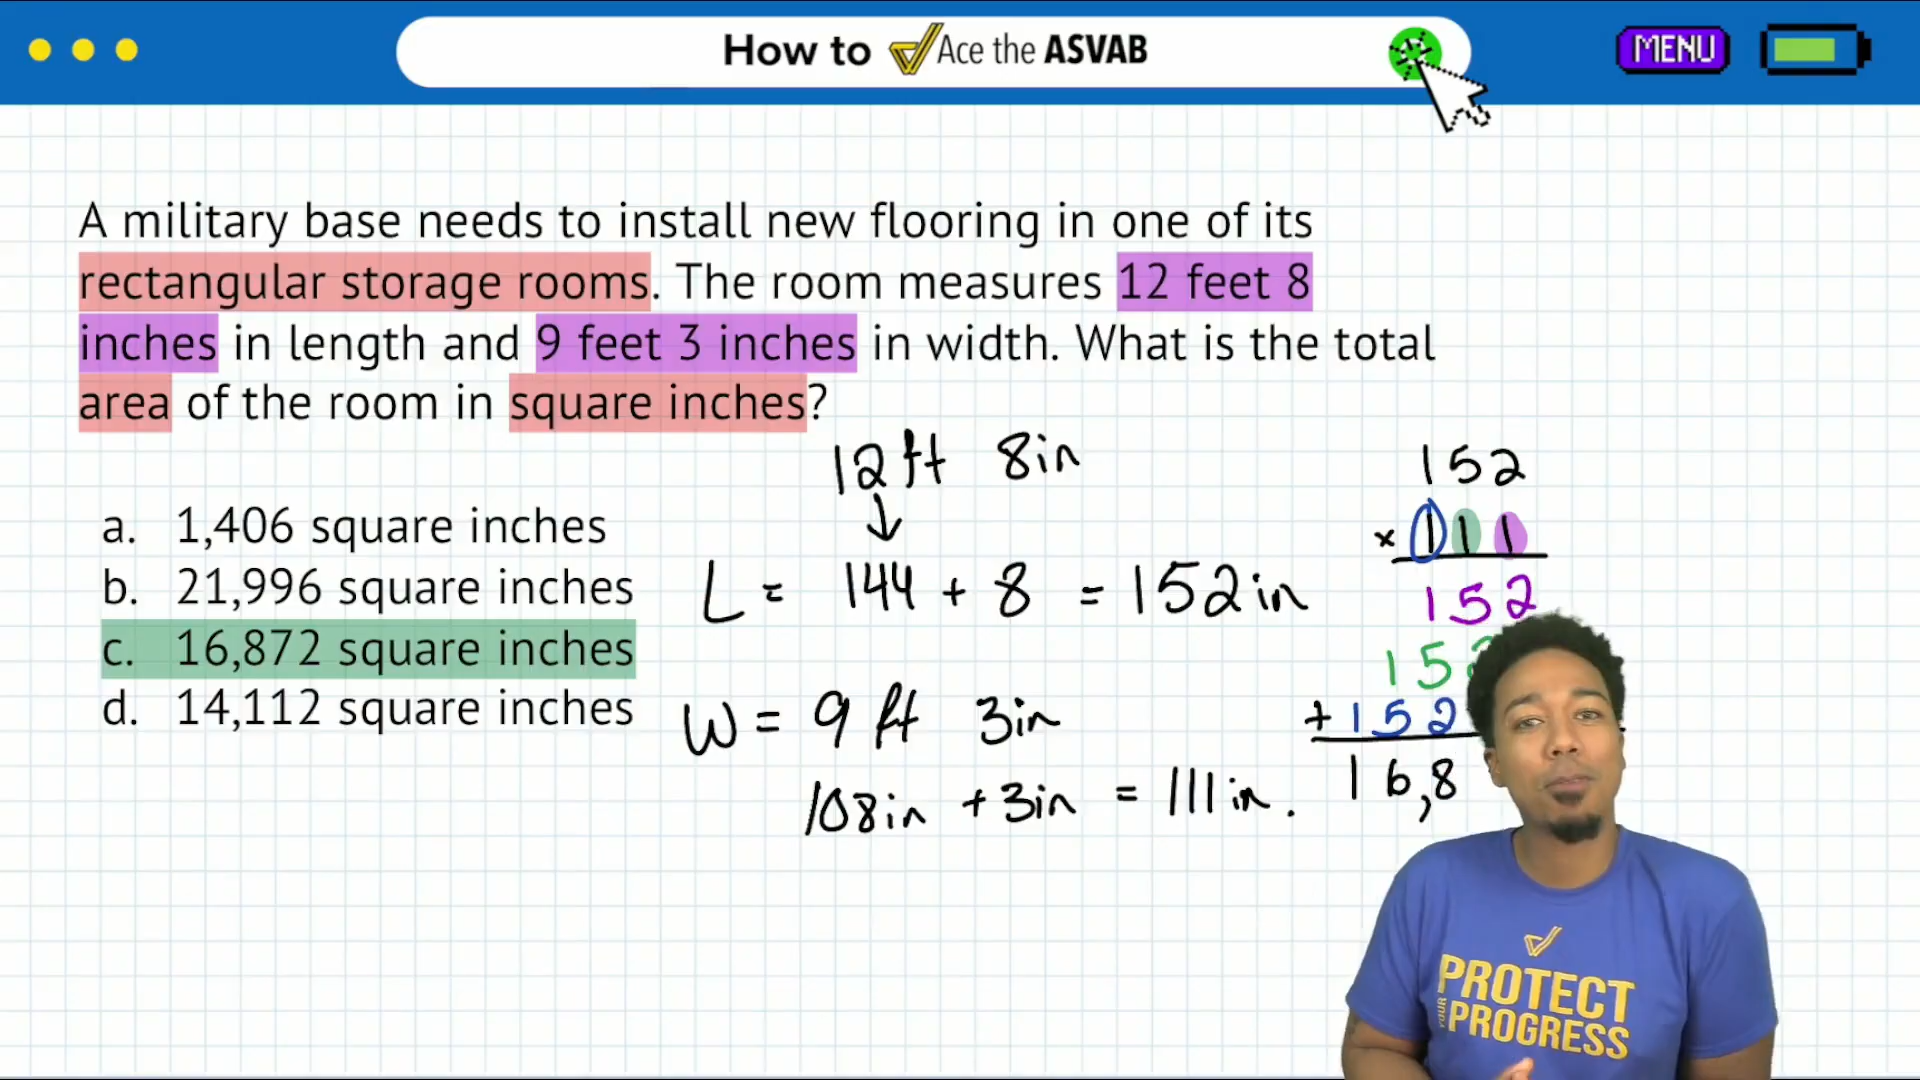 How to Ace the ASVAB
MENU
A military base needs to install new flooring in one of its
rectangular storage rooms. The room measures 12 feet 8
inches in length and 9 feet 3 inches in width. What is the total
area of the room in square inches?
a. 1,406 square inches
b. 21,996 square inches
c. 16,872 square inches
d. 14,112 square inches
12 ft 8in
L = 144 + 8 = 152in
W = 9 ft 3in
108in + 3in = 111in.
152
× 111
152
15
+ 152
16,8
PROTECT
YOUR PROGRESS